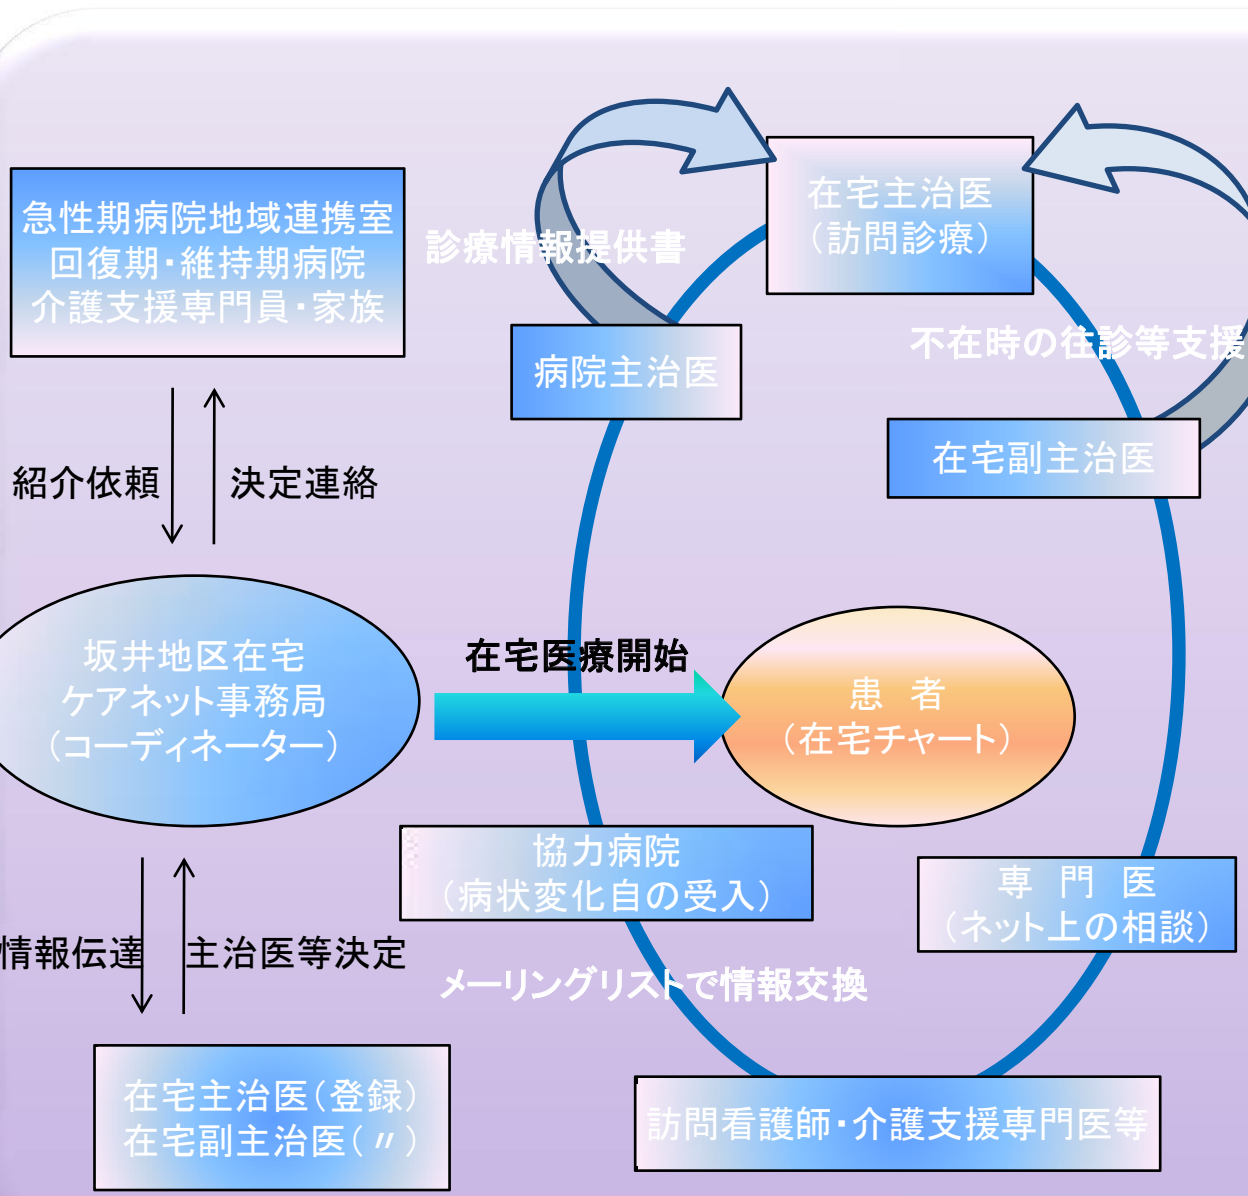 急性期病院地域連携室
回復期・維持期病院
介護支援専門員・家族
紹介依頼
決定連絡
坂井地区在宅
ケアネット事務局
（コーディネーター）
情報伝達
主治医等決定
在宅主治医（登録）
在宅副主治医（〃）
在宅主治医
（訪問診療）
診療情報提供書
病院主治医
不在時の往診等支援
在宅副主治医
在宅医療開始
患　者
（在宅チャート）
協力病院
（病状変化自の受入）
専　門　医
（ネット上の相談）
メーリングリストで情報交換
訪問看護師・介護支援専門医等